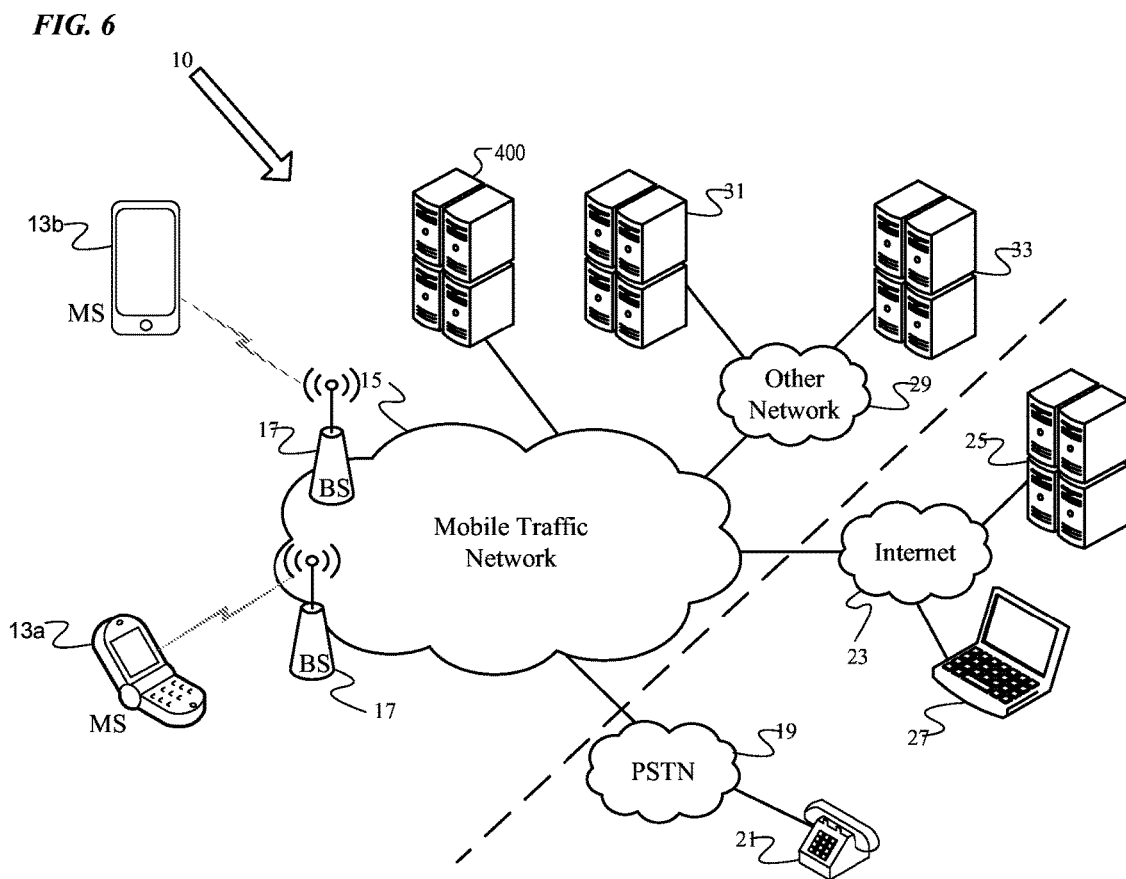 FIG. 6
10
400
31
33
13b
MS
15
17
BS
Other
Network
29
25
Mobile Traffic
Network
Internet
23
27
13a
MS
BS
17
19
PSTN
21